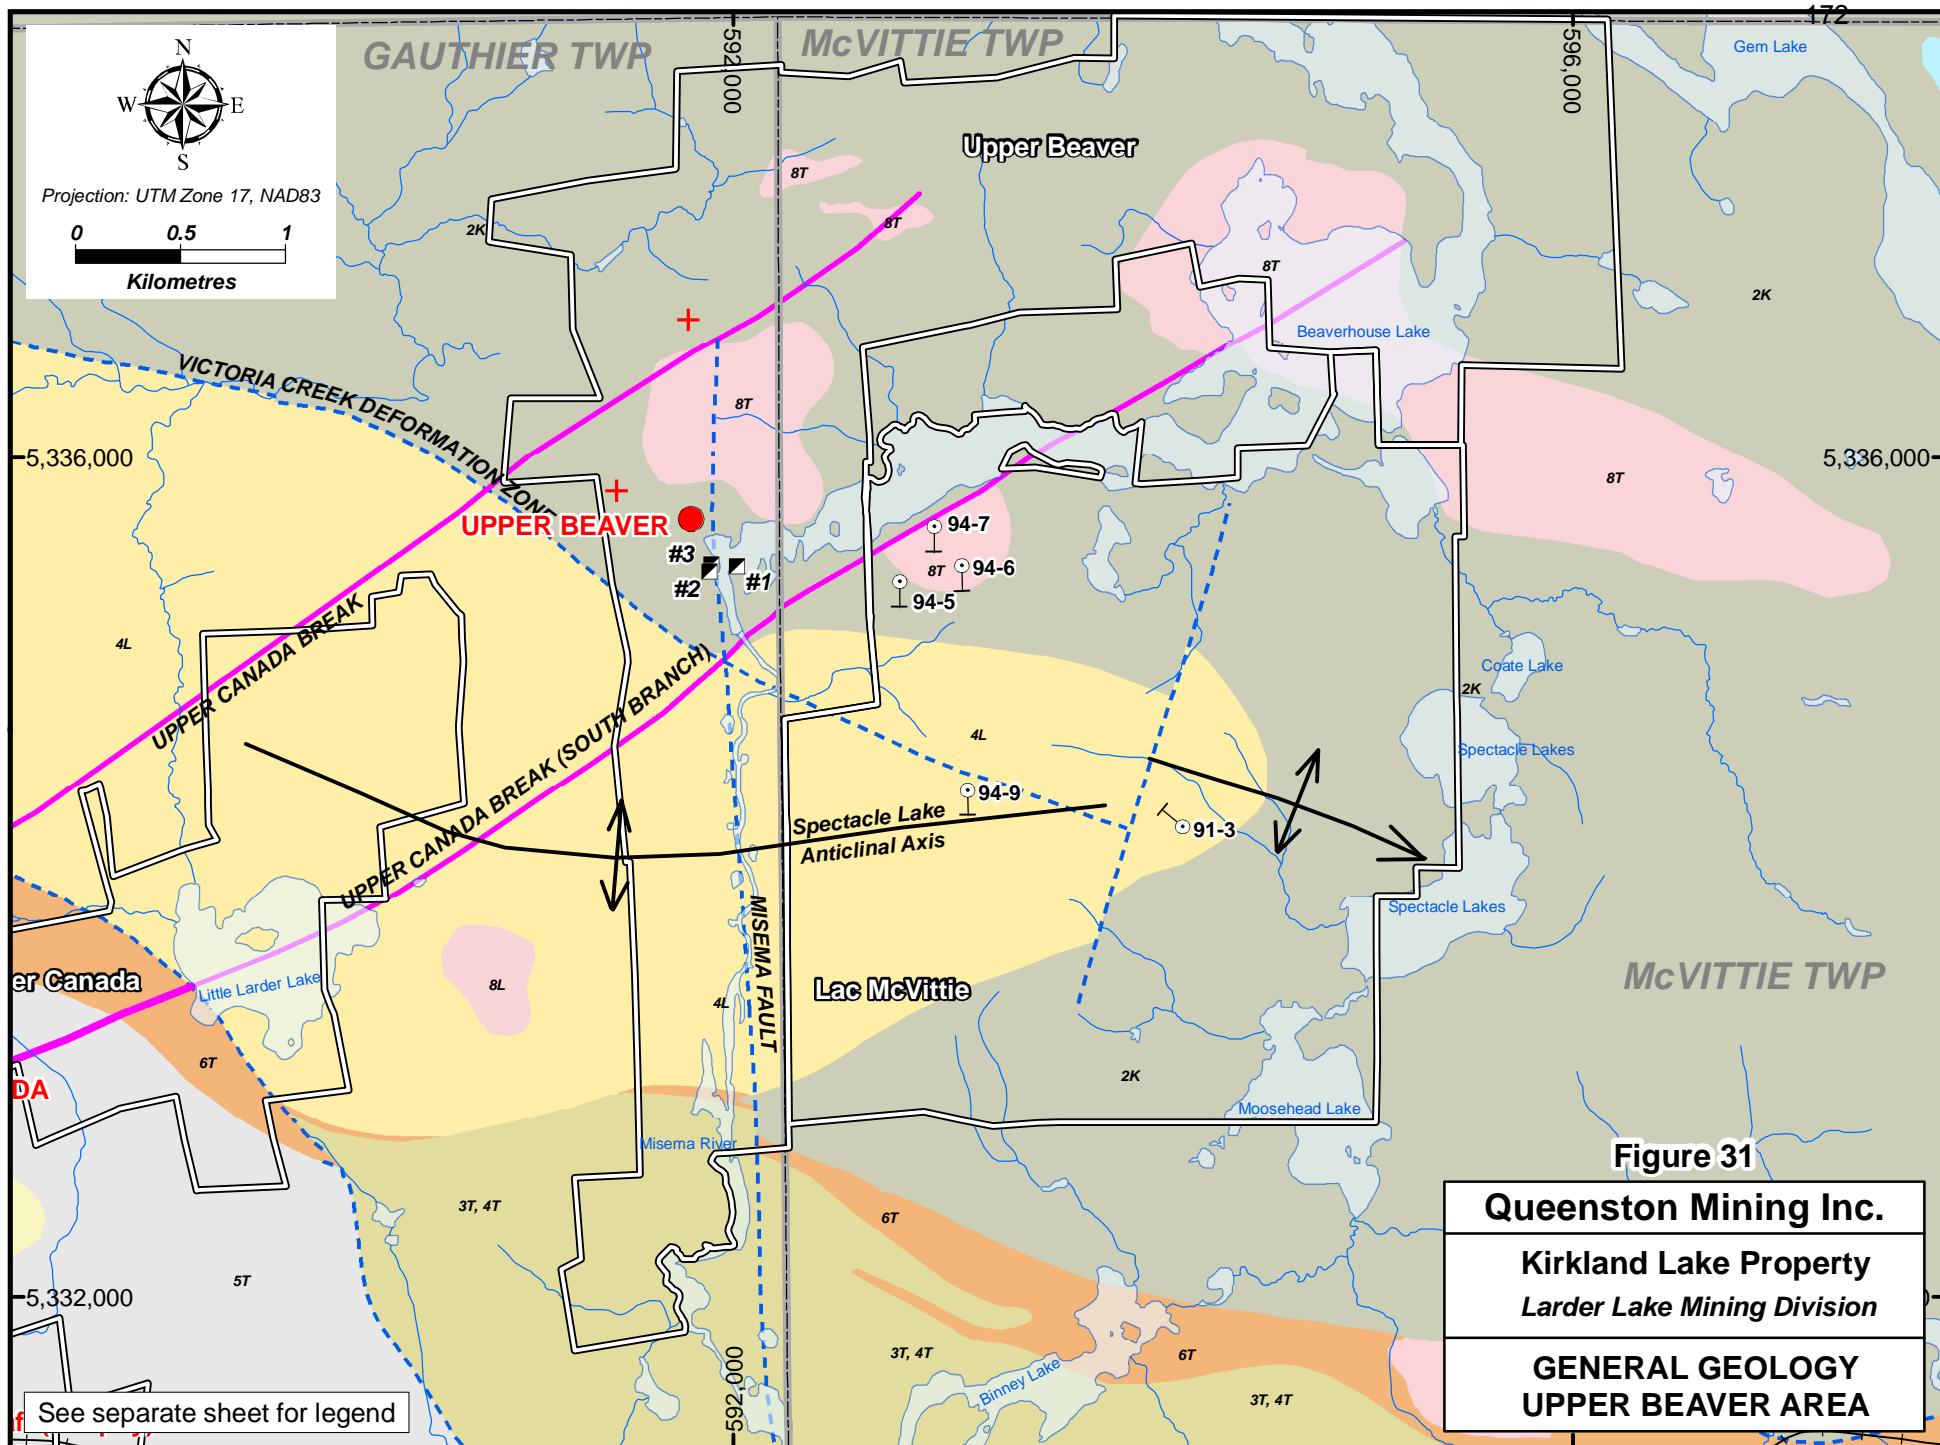 172
GAUTHIER TWP
McVITTIE TWP
592,000
596,000
Gem Lake
N
W E
S
Projection: UTM Zone 17, NAD83
0 0.5 1
Kilometres
Upper Beaver
8T
8T
2K
8T
2K
Beaverhouse Lake
VICTORIA CREEK DEFORMATION ZONE
8T
5,336,000
5,336,000
8T
UPPER BEAVER
94-7
#3
#2
#1
8T
94-6
94-5
UPPER CANADA BREAK
4L
Coate Lake
2K
UPPER CANADA BREAK (SOUTH BRANCH)
4L
Spectacle Lakes
94-9
Spectacle Lake
Anticlinal Axis
91-3
MISEMA FAULT
Spectacle Lakes
er Canada
Little Larder Lake
8L
4L
Lac McVittie
McVITTIE TWP
6T
DA
2K
Moosehead Lake
Misema River
Figure 31
3T, 4T
6T
Queenston Mining Inc.
Kirkland Lake Property
Larder Lake Mining Division
GENERAL GEOLOGY
UPPER BEAVER AREA
5T
5,332,000
3T, 4T
6T
Binney Lake
3T, 4T
592,000
See separate sheet for legend